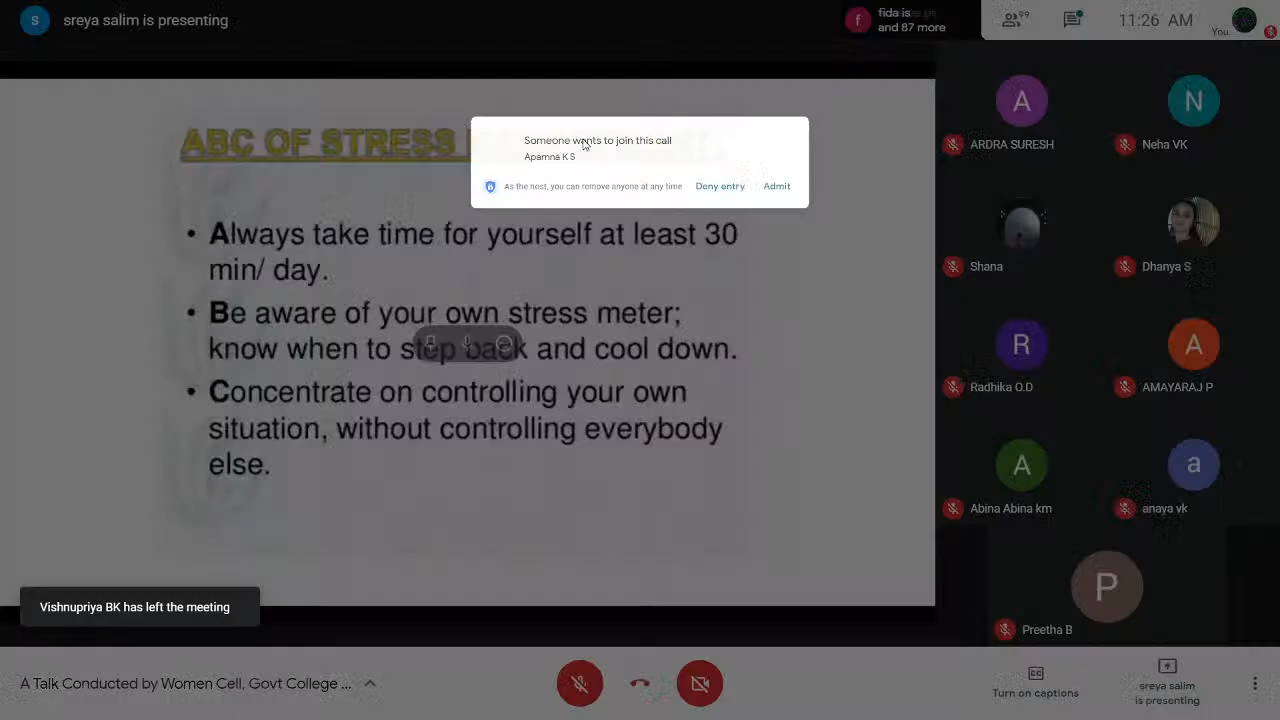 S
sreya salim is presenting
f
fida is
and 87 more
99
11:26 AM
You
ABC OF STRESS
Someone wants to join this call
Aparnna K S
As the host, you can remove anyone at any time
Deny entry
Admit
• Always take time for yourself at least 30
min/ day.
• Be aware of your own stress meter;
know when to step back and cool down.
• Concentrate on controlling your own
situation, without controlling everybody
else.
A
ARDRA SURESH
N
Neha VK
Shana
Dhanya S
R
Radhika O.D
A
AMAYARAJ P
A
Abina Abina km
a
anaya vk
P
Preetha B
Vishnupriya BK has left the meeting
A Talk Conducted by Women Cell, Govt College ...
CC
Turn on captions
sreya salim
is presenting